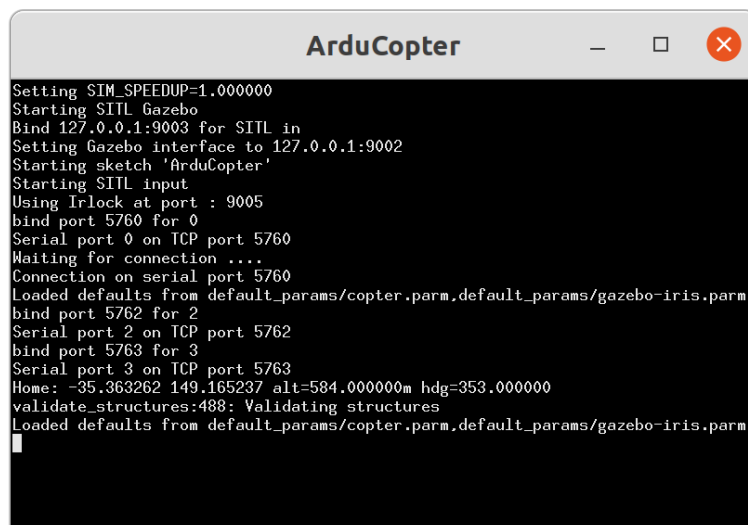 ArduCopter
Setting SIM_SPEEDUP=1.000000
Starting SITL Gazebo
Bind 127.0.0.1:9003 for SITL in
Setting Gazebo interface to 127.0.0.1:9002
Starting sketch 'ArduCopter'
Starting SITL input
Using Irlock at port : 9005
bind port 5760 for 0
Serial port 0 on TCP port 5760
Waiting for connection ....
Connection on serial port 5760
Loaded defaults from default_params/copter.parm,default_params/gazebo-iris.parm
bind port 5762 for 2
Serial port 2 on TCP port 5762
bind port 5763 for 3
Serial port 3 on TCP port 5763
Home: -35.363262 149.165237 alt=584.000000m hdg=353.000000
validate_structures:488: Validating structures
Loaded defaults from default_params/copter.parm,default_params/gazebo-iris.parm